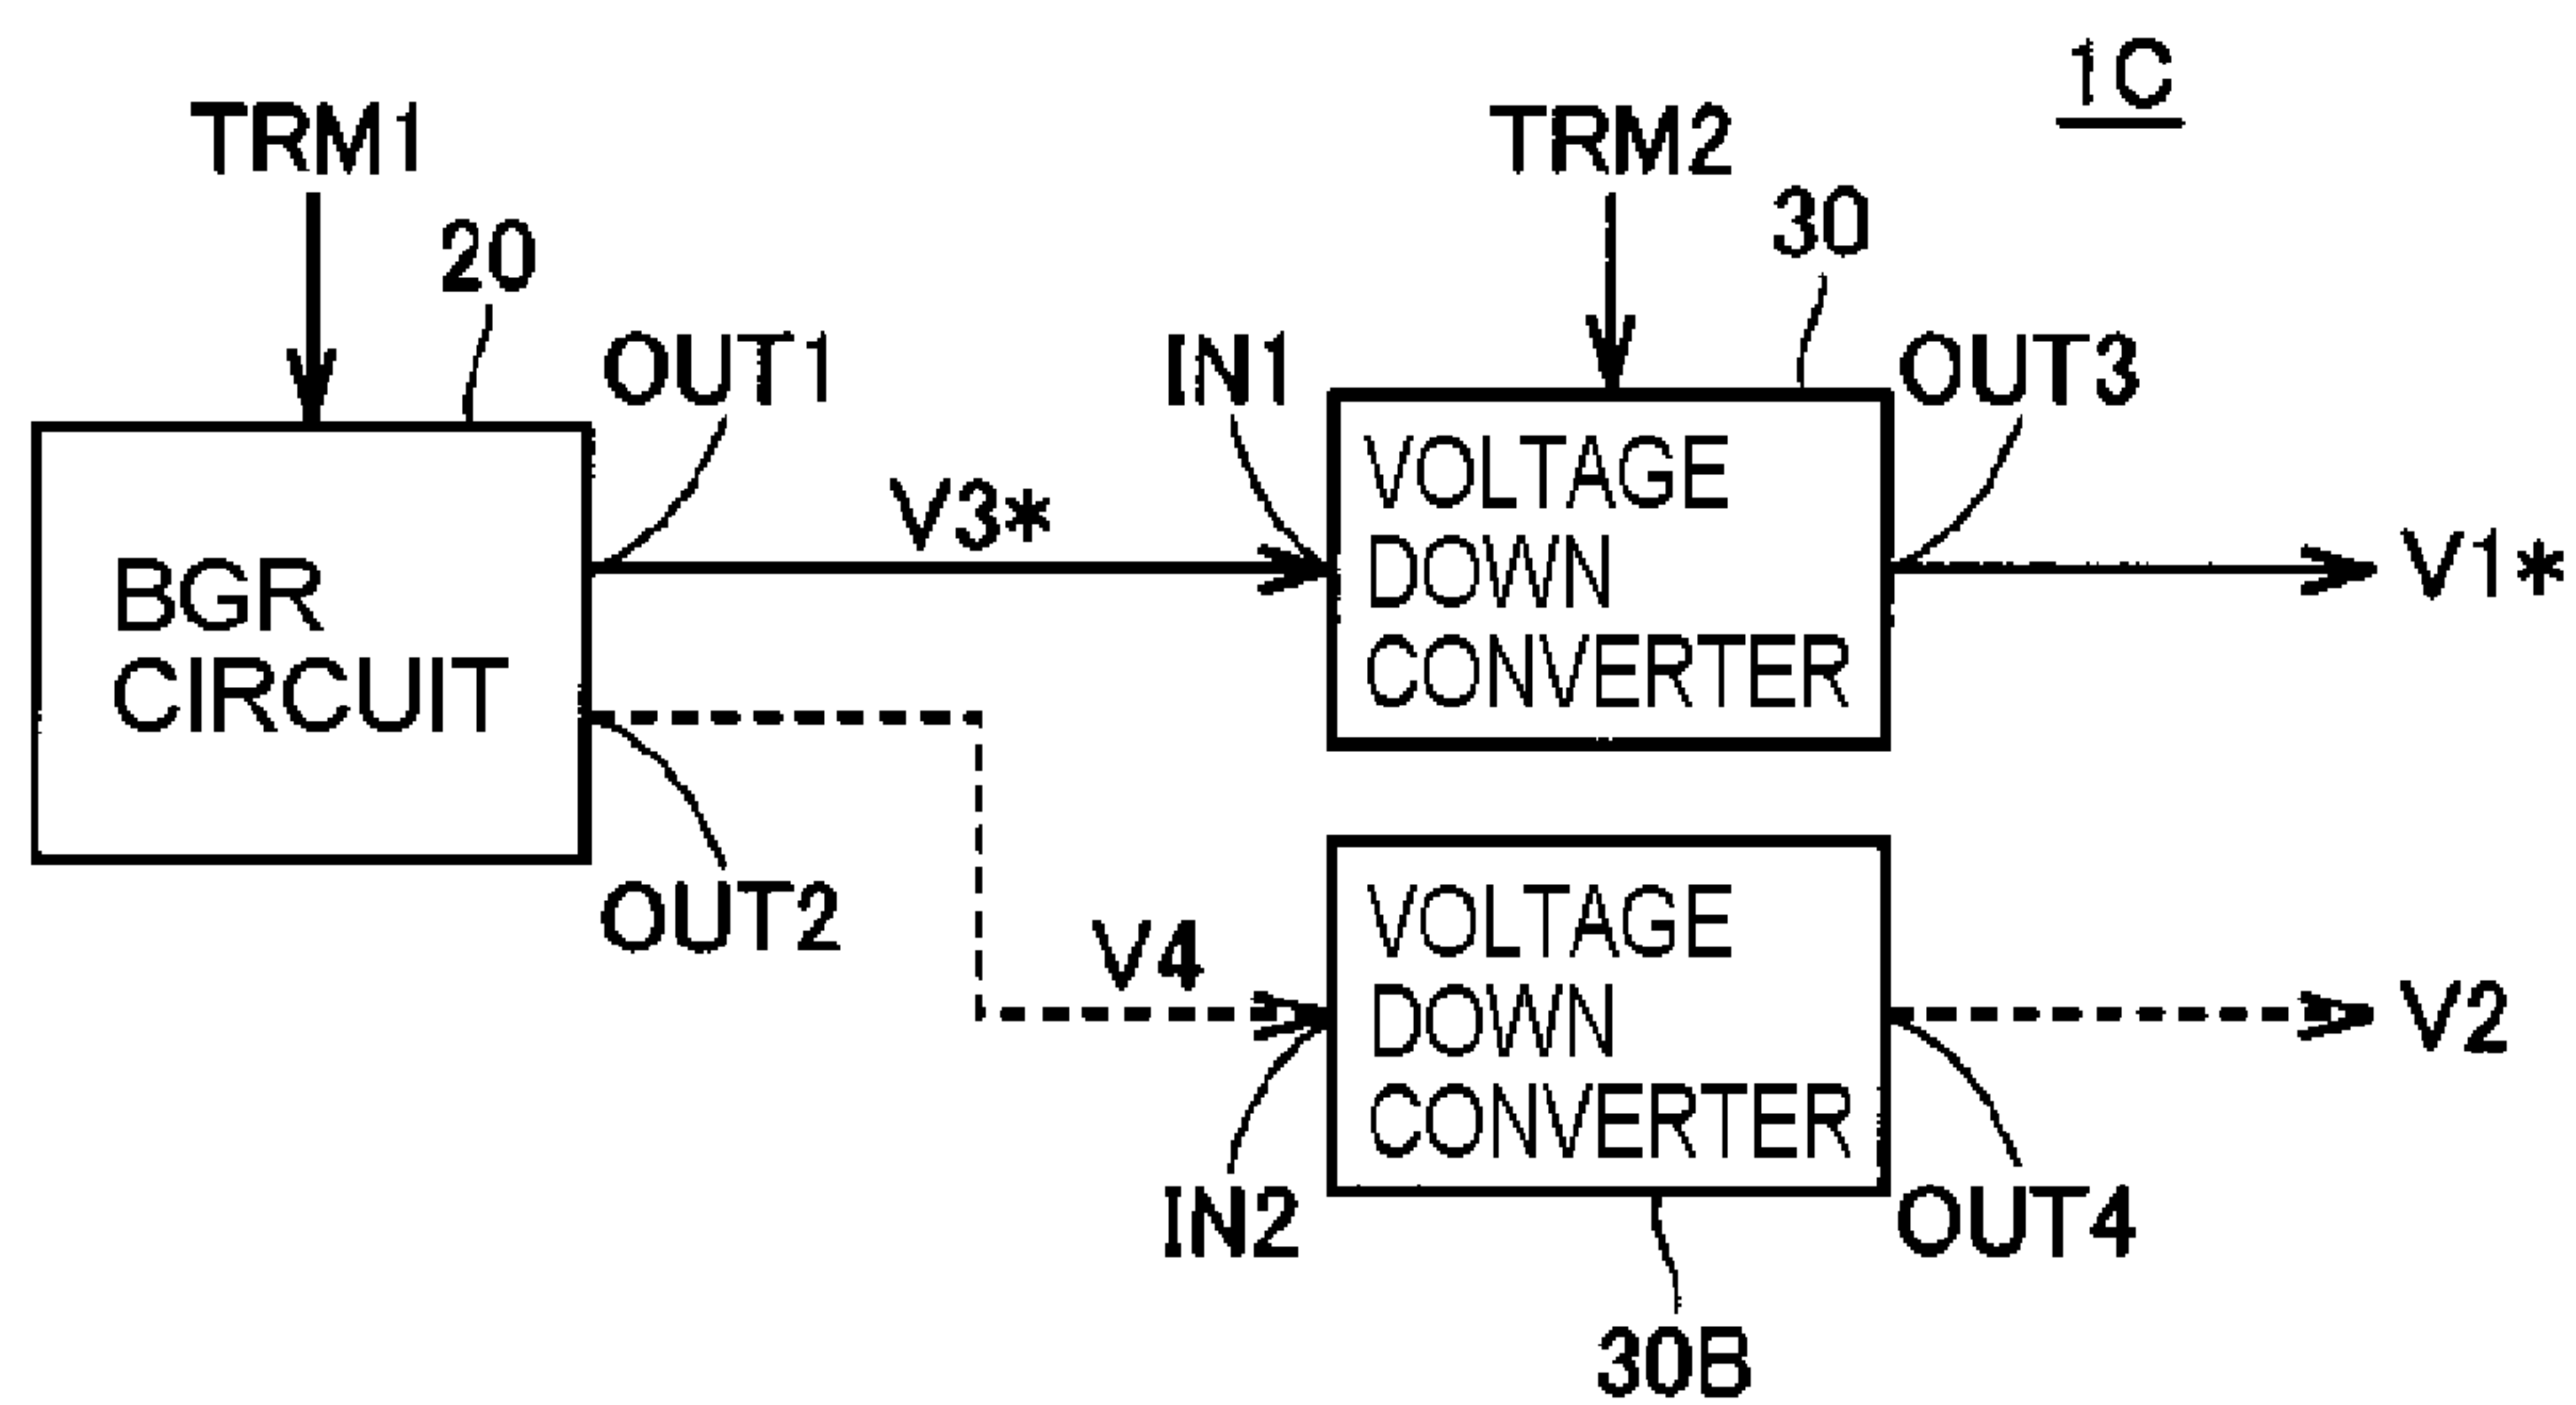 1C
TRM1
TRM2
20
30
OUT1
IN1
OUT3
V3*
VOLTAGE
DOWN
CONVERTER
V1*
BGR
CIRCUIT
OUT2
V4
VOLTAGE
DOWN
CONVERTER
V2
IN2
OUT4
30B